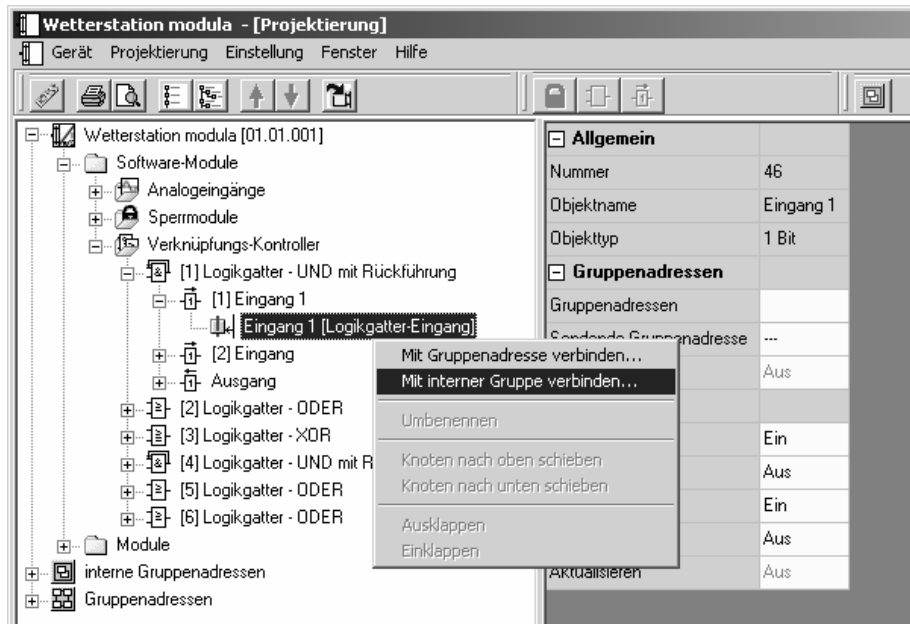 Wetterstation modula - [Projektierung]
Gerät Projektierung Einstellung Fenster Hilfe
Wetterstation modula [01.01.001]
Software-Module
Analogeingänge
Sperrmodule
Verknüpfungs-Kontroller
[1] Logikgatter - UND mit Rückführung
[1] Eingang 1
Eingang 1 [Logikgatter-Eingang]
[2] Eingang
Ausgang
[2] Logikgatter - ODER
[3] Logikgatter - XOR
[4] Logikgatter - UND mit R
[5] Logikgatter - ODER
[6] Logikgatter - ODER
Module
interne Gruppenadressen
Gruppenadressen
Mit Gruppenadresse verbinden...
Mit interner Gruppe verbinden...
Umbenennen
Knoten nach oben schieben
Knoten nach unten schieben
Ausklappen
Einklappen
Allgemein
Nummer 46
Objektname Eingang 1
Objekttyp 1 Bit
Gruppenadressen
Gruppenadressen
Sendende Gruppenadresse ---
Aus
Ein
Aus
Ein
Aus
Aktualisieren Aus